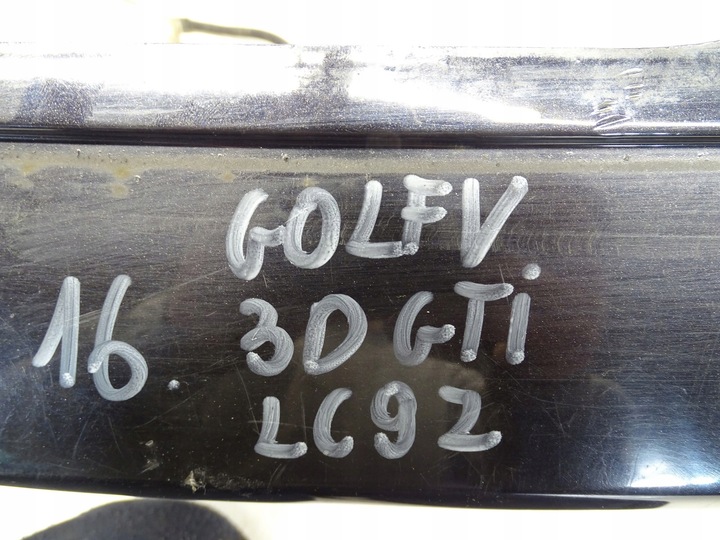 GOLF V.
16. 3D GTi
LC9Z